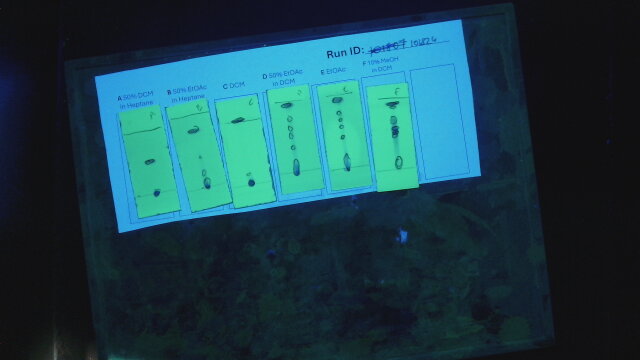 Run ID: 101624
A 50% DCM
in Heptane
B 50% EtOAc
in Heptane
C DCM
D 50% EtOAc
in DCM
E EtOAc
F 10% MeOH
in DCM